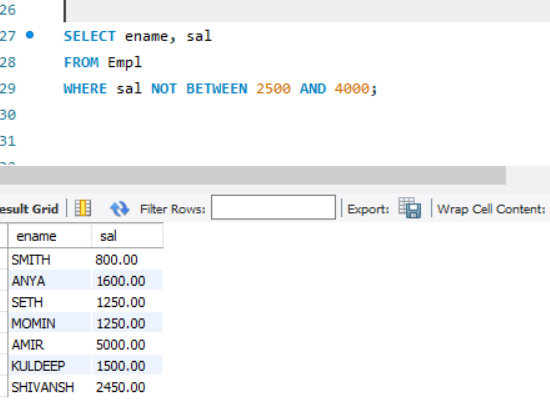 26
27 SELECT ename, sal
28 FROM Empl
29 WHERE sal NOT BETWEEN 2500 AND 4000;
30
31
esult Grid Filter Rows: Export: Wrap Cell Content:
ename sal
SMITH 800.00
ANYA 1600.00
SETH 1250.00
MOMIN 1250.00
AMIR 5000.00
KULDEEP 1500.00
SHIVANSH 2450.00